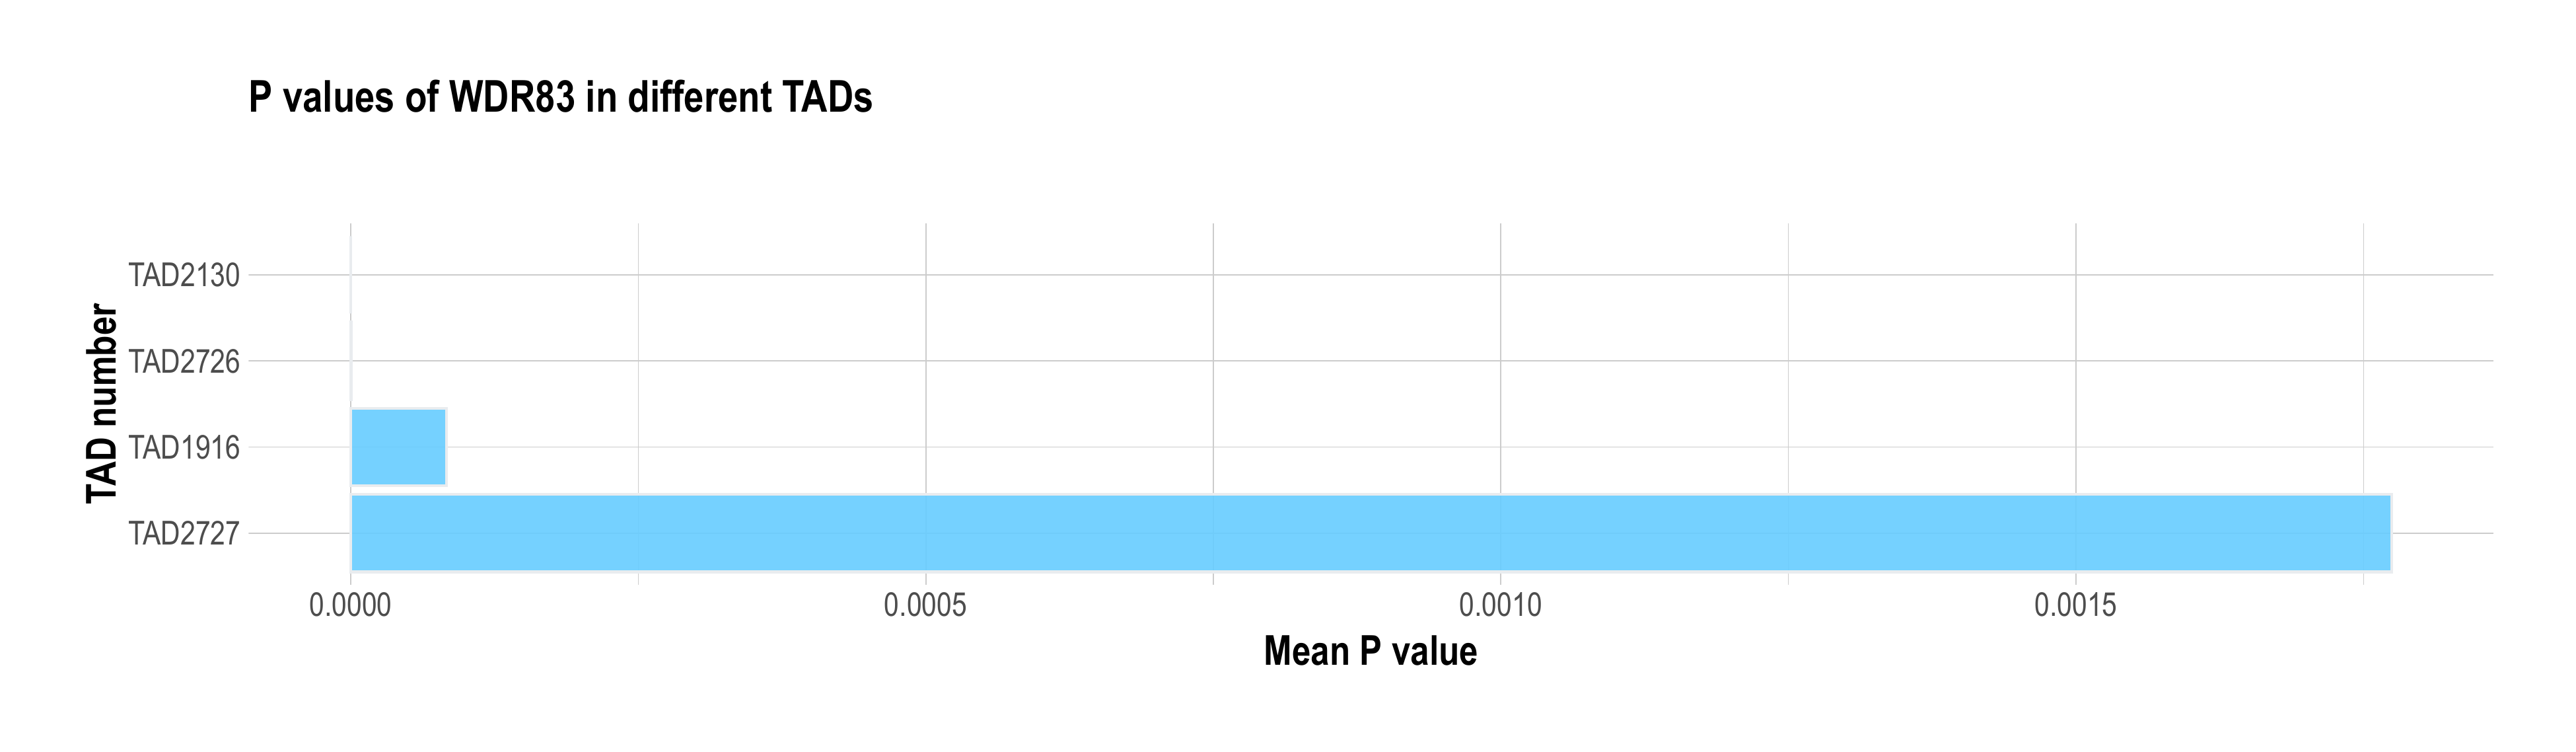 P values of WDR83 in different TADs
TAD number
TAD2130
TAD2726
TAD1916
TAD2727
0.0000 0.0005 0.0010 0.0015
Mean P value